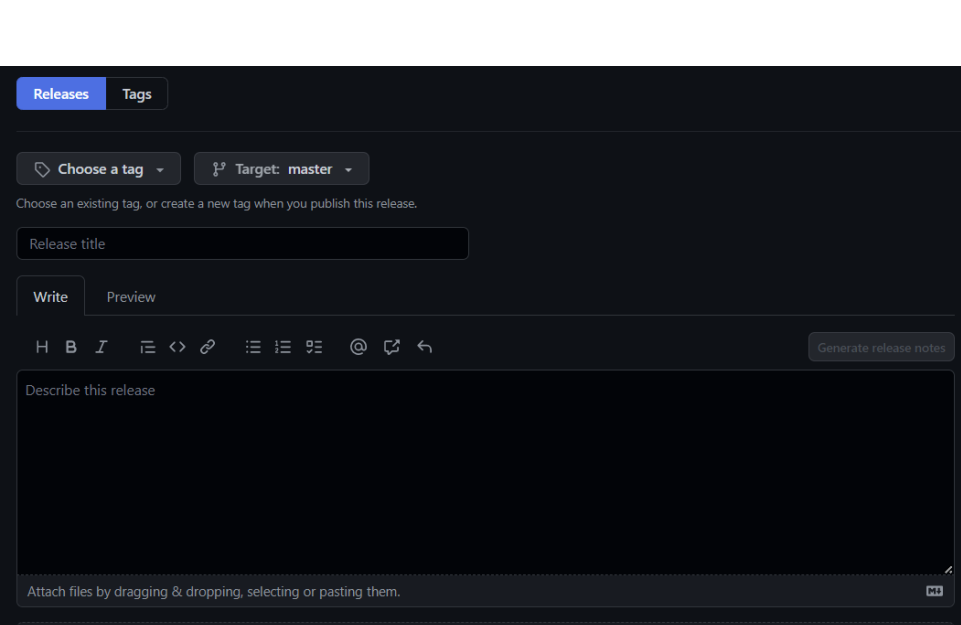 Releases Tags
Choose a tag Target: master
Choose an existing tag, or create a new tag when you publish this release.
Release title
Write Preview
H B I @ Generate release notes
Describe this release
Attach files by dragging & dropping, selecting or pasting them.